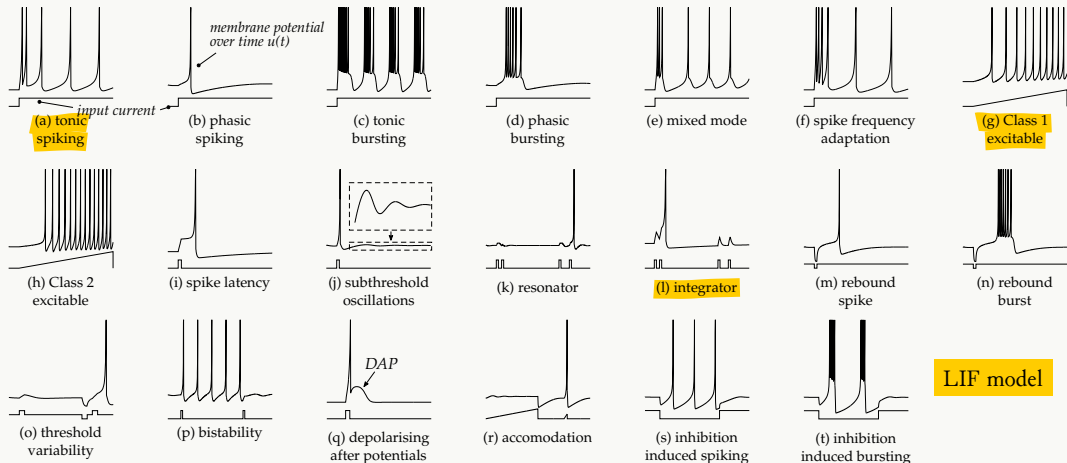 membrane potential
over time u(t)
input current
(a) tonic
spiking
(b) phasic
spiking
(c) tonic
bursting
(d) phasic
bursting
(e) mixed mode
(f) spike frequency
adaptation
(g) Class 1
excitable
(h) Class 2
excitable
(i) spike latency
(j) subthreshold
oscillations
(k) resonator
(l) integrator
(m) rebound
spike
(n) rebound
burst
(o) threshold
variability
(p) bistability
DAP
(q) depolarising
after potentials
(r) accomodation
(s) inhibition
induced spiking
(t) inhibition
induced bursting
LIF model